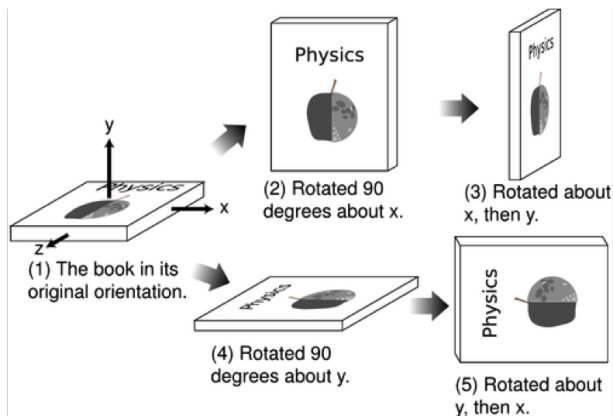 Physics
Physics
y
Physics
x
z
(1) The book in its
original orientation.
(2) Rotated 90
degrees about x.
(3) Rotated about
x, then y.
Physics
(4) Rotated 90
degrees about y.
Physics
(5) Rotated about
y, then x.